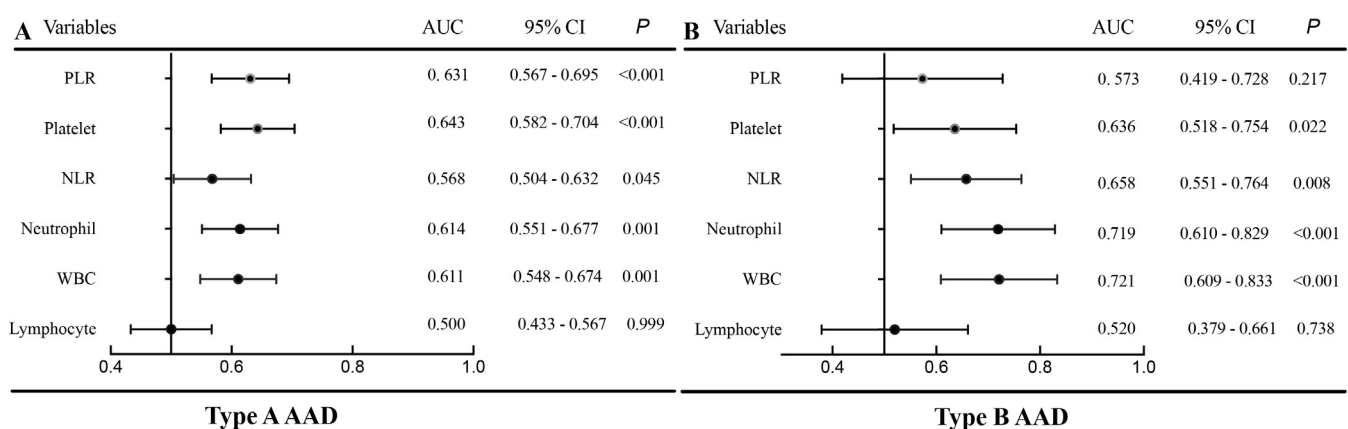 A Variables AUC 95% CI P
PLR 0. 631 0.567 - 0.695 <0.001
Platelet 0.643 0.582 - 0.704 <0.001
NLR 0.568 0.504 - 0.632 0.045
Neutrophil 0.614 0.551 - 0.677 0.001
WBC 0.611 0.548 - 0.674 0.001
Lymphocyte 0.500 0.433 - 0.567 0.999
0.4 0.6 0.8 1.0
Type A AAD
B Variables AUC 95% CI P
PLR 0. 573 0.419 - 0.728 0.217
Platelet 0.636 0.518 - 0.754 0.022
NLR 0.658 0.551 - 0.764 0.008
Neutrophil 0.719 0.610 - 0.829 <0.001
WBC 0.721 0.609 - 0.833 <0.001
Lymphocyte 0.520 0.379 - 0.661 0.738
0.4 0.6 0.8 1.0
Type B AAD